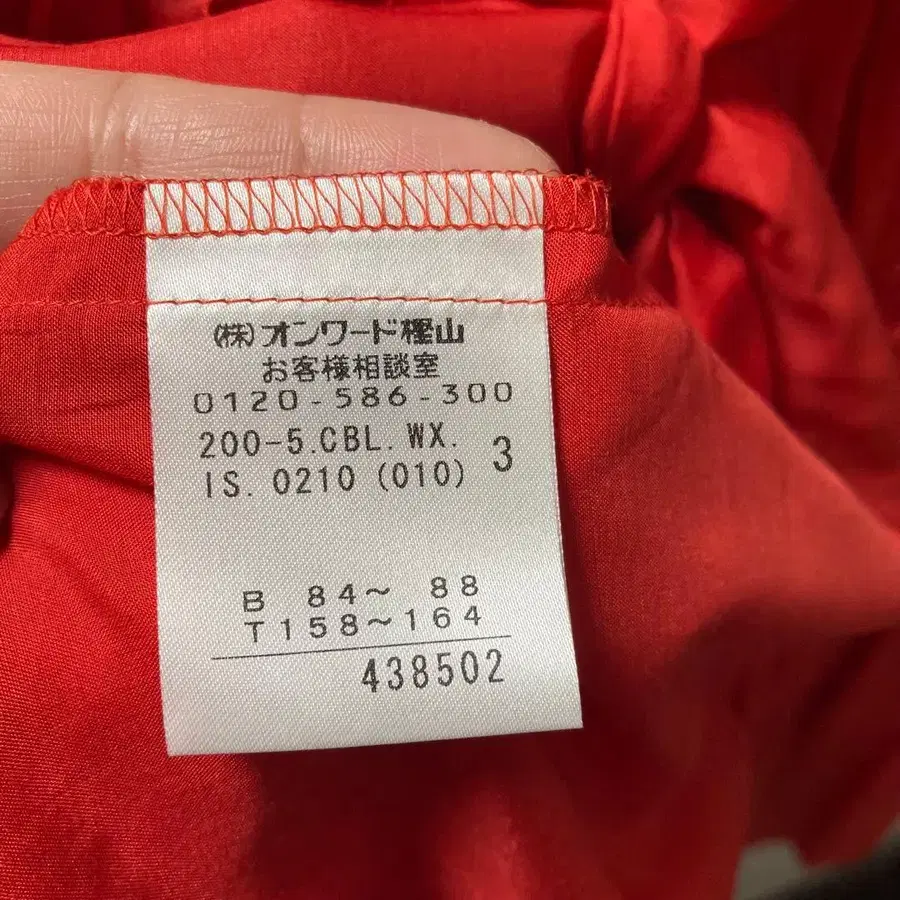 (株)オンワード樫山
お客様相談室
0120-586-300
200-5.CBL.WX. 3
IS.0210(010)
B 84～ 88
T158～164
438502